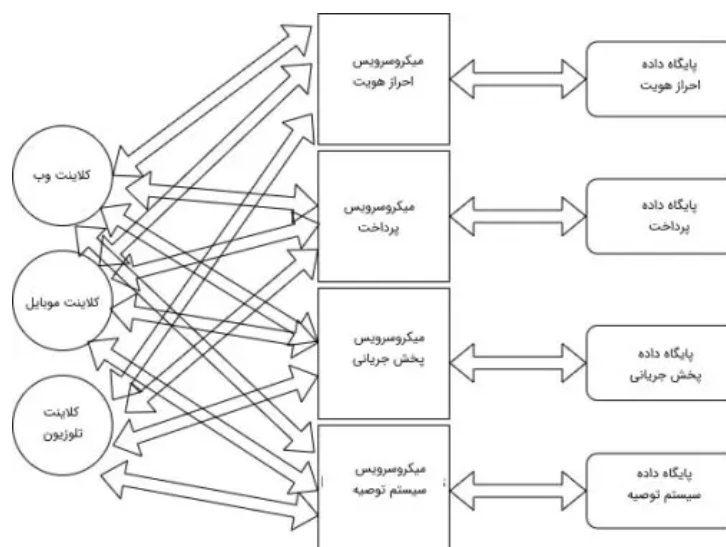 میکروسرویس
احراز هویت
پایگاه داده
احراز هویت
کلاینت وب
میکروسرویس
پرداخت
پایگاه داده
پرداخت
کلاینت موبایل
میکروسرویس
پخش جریانی
پایگاه داده
پخش جریانی
کلاینت
تلوزیون
میکروسرویس
سیستم توصیه
پایگاه داده
سیستم توصیه